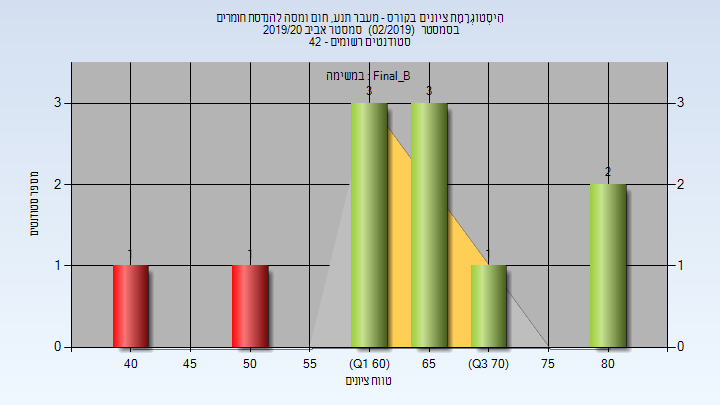 היסטוגרמת ציונים בקורס - מעבר תנע, חום ומסה להנדסת חומרים
בסמסטר (02/2019) סמסטר אביב 2019/20
סטודנטים רשומים - 42
במשימה : Final_B
3 3
3 3
2
2 2
1 1 1
1 1
0 0
מספר סטודנטים
40 45 50 55 (Q1 60) 65 (Q3 70) 75 80
טווח ציונים